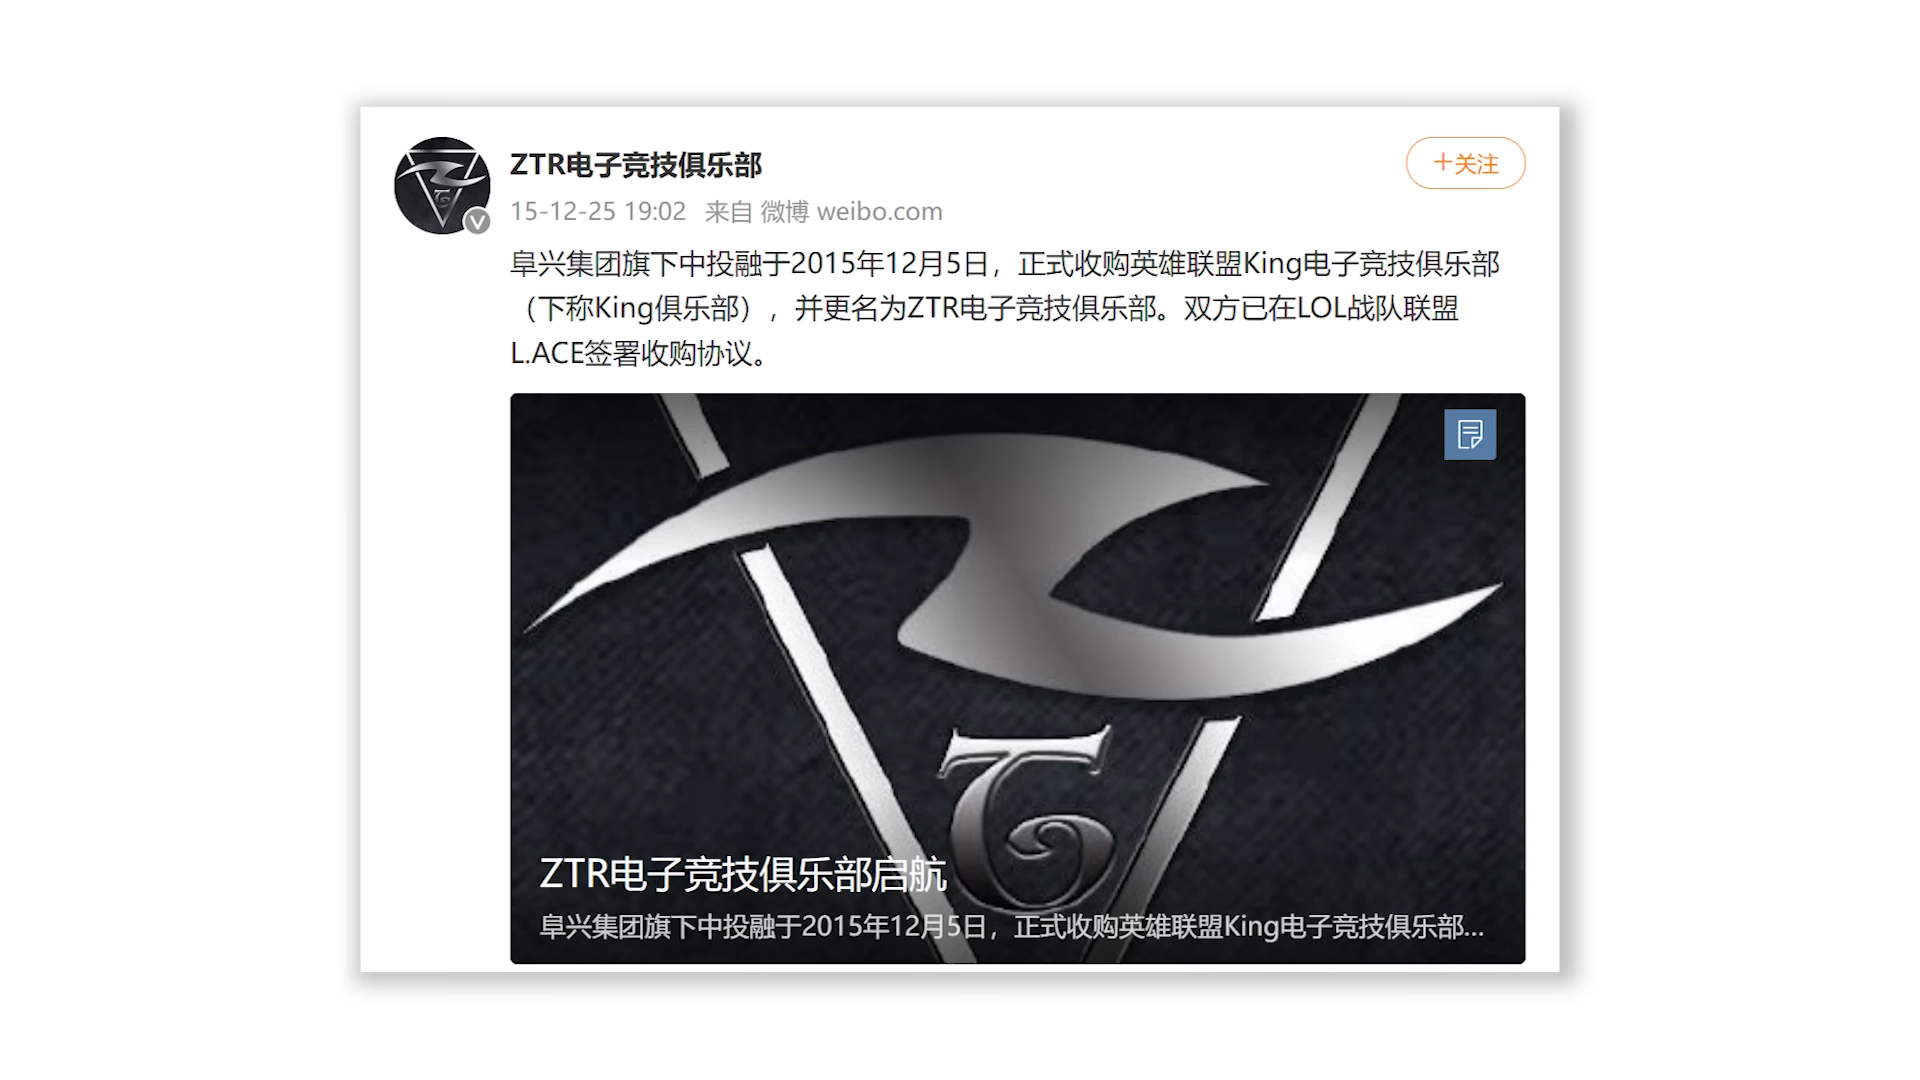 ZTR电子竞技俱乐部
+关注
15-12-25 19:02 来自 微博 weibo.com
阜兴集团旗下中投融于2015年12月5日，正式收购英雄联盟King电子竞技俱乐部
（下称King俱乐部），并更名为ZTR电子竞技俱乐部。双方已在LOL战队联盟
L.ACE签署收购协议。
ZTR电子竞技俱乐部启航
阜兴集团旗下中投融于2015年12月5日，正式收购英雄联盟King电子竞技俱乐部...